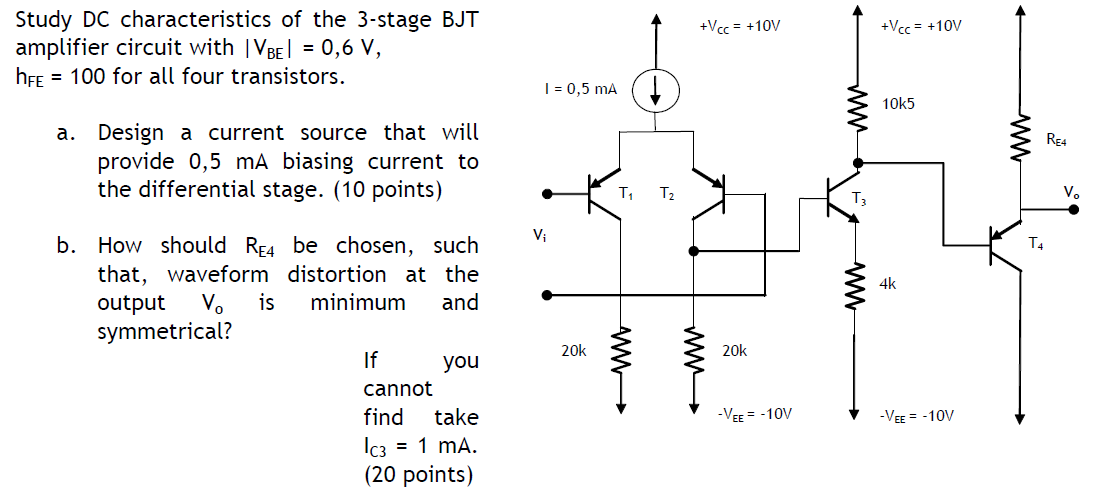 Study DC characteristics of the 3-stage BJT
amplifier circuit with |VBE| = 0,6 V,
hFE = 100 for all four transistors.
a. Design a current source that will
provide 0,5 mA biasing current to
the differential stage. (10 points)
b. How should RE4 be chosen, such
that, waveform distortion at the
output Vo is minimum and
symmetrical?
If you
cannot
find take
IC3 = 1 mA.
(20 points)
+VCC = +10V
+VCC = +10V
I = 0,5 mA
10k5
RE4
T1
T2
T3
Vo
Vi
T4
4k
20k
20k
-VEE = -10V
-VEE = -10V